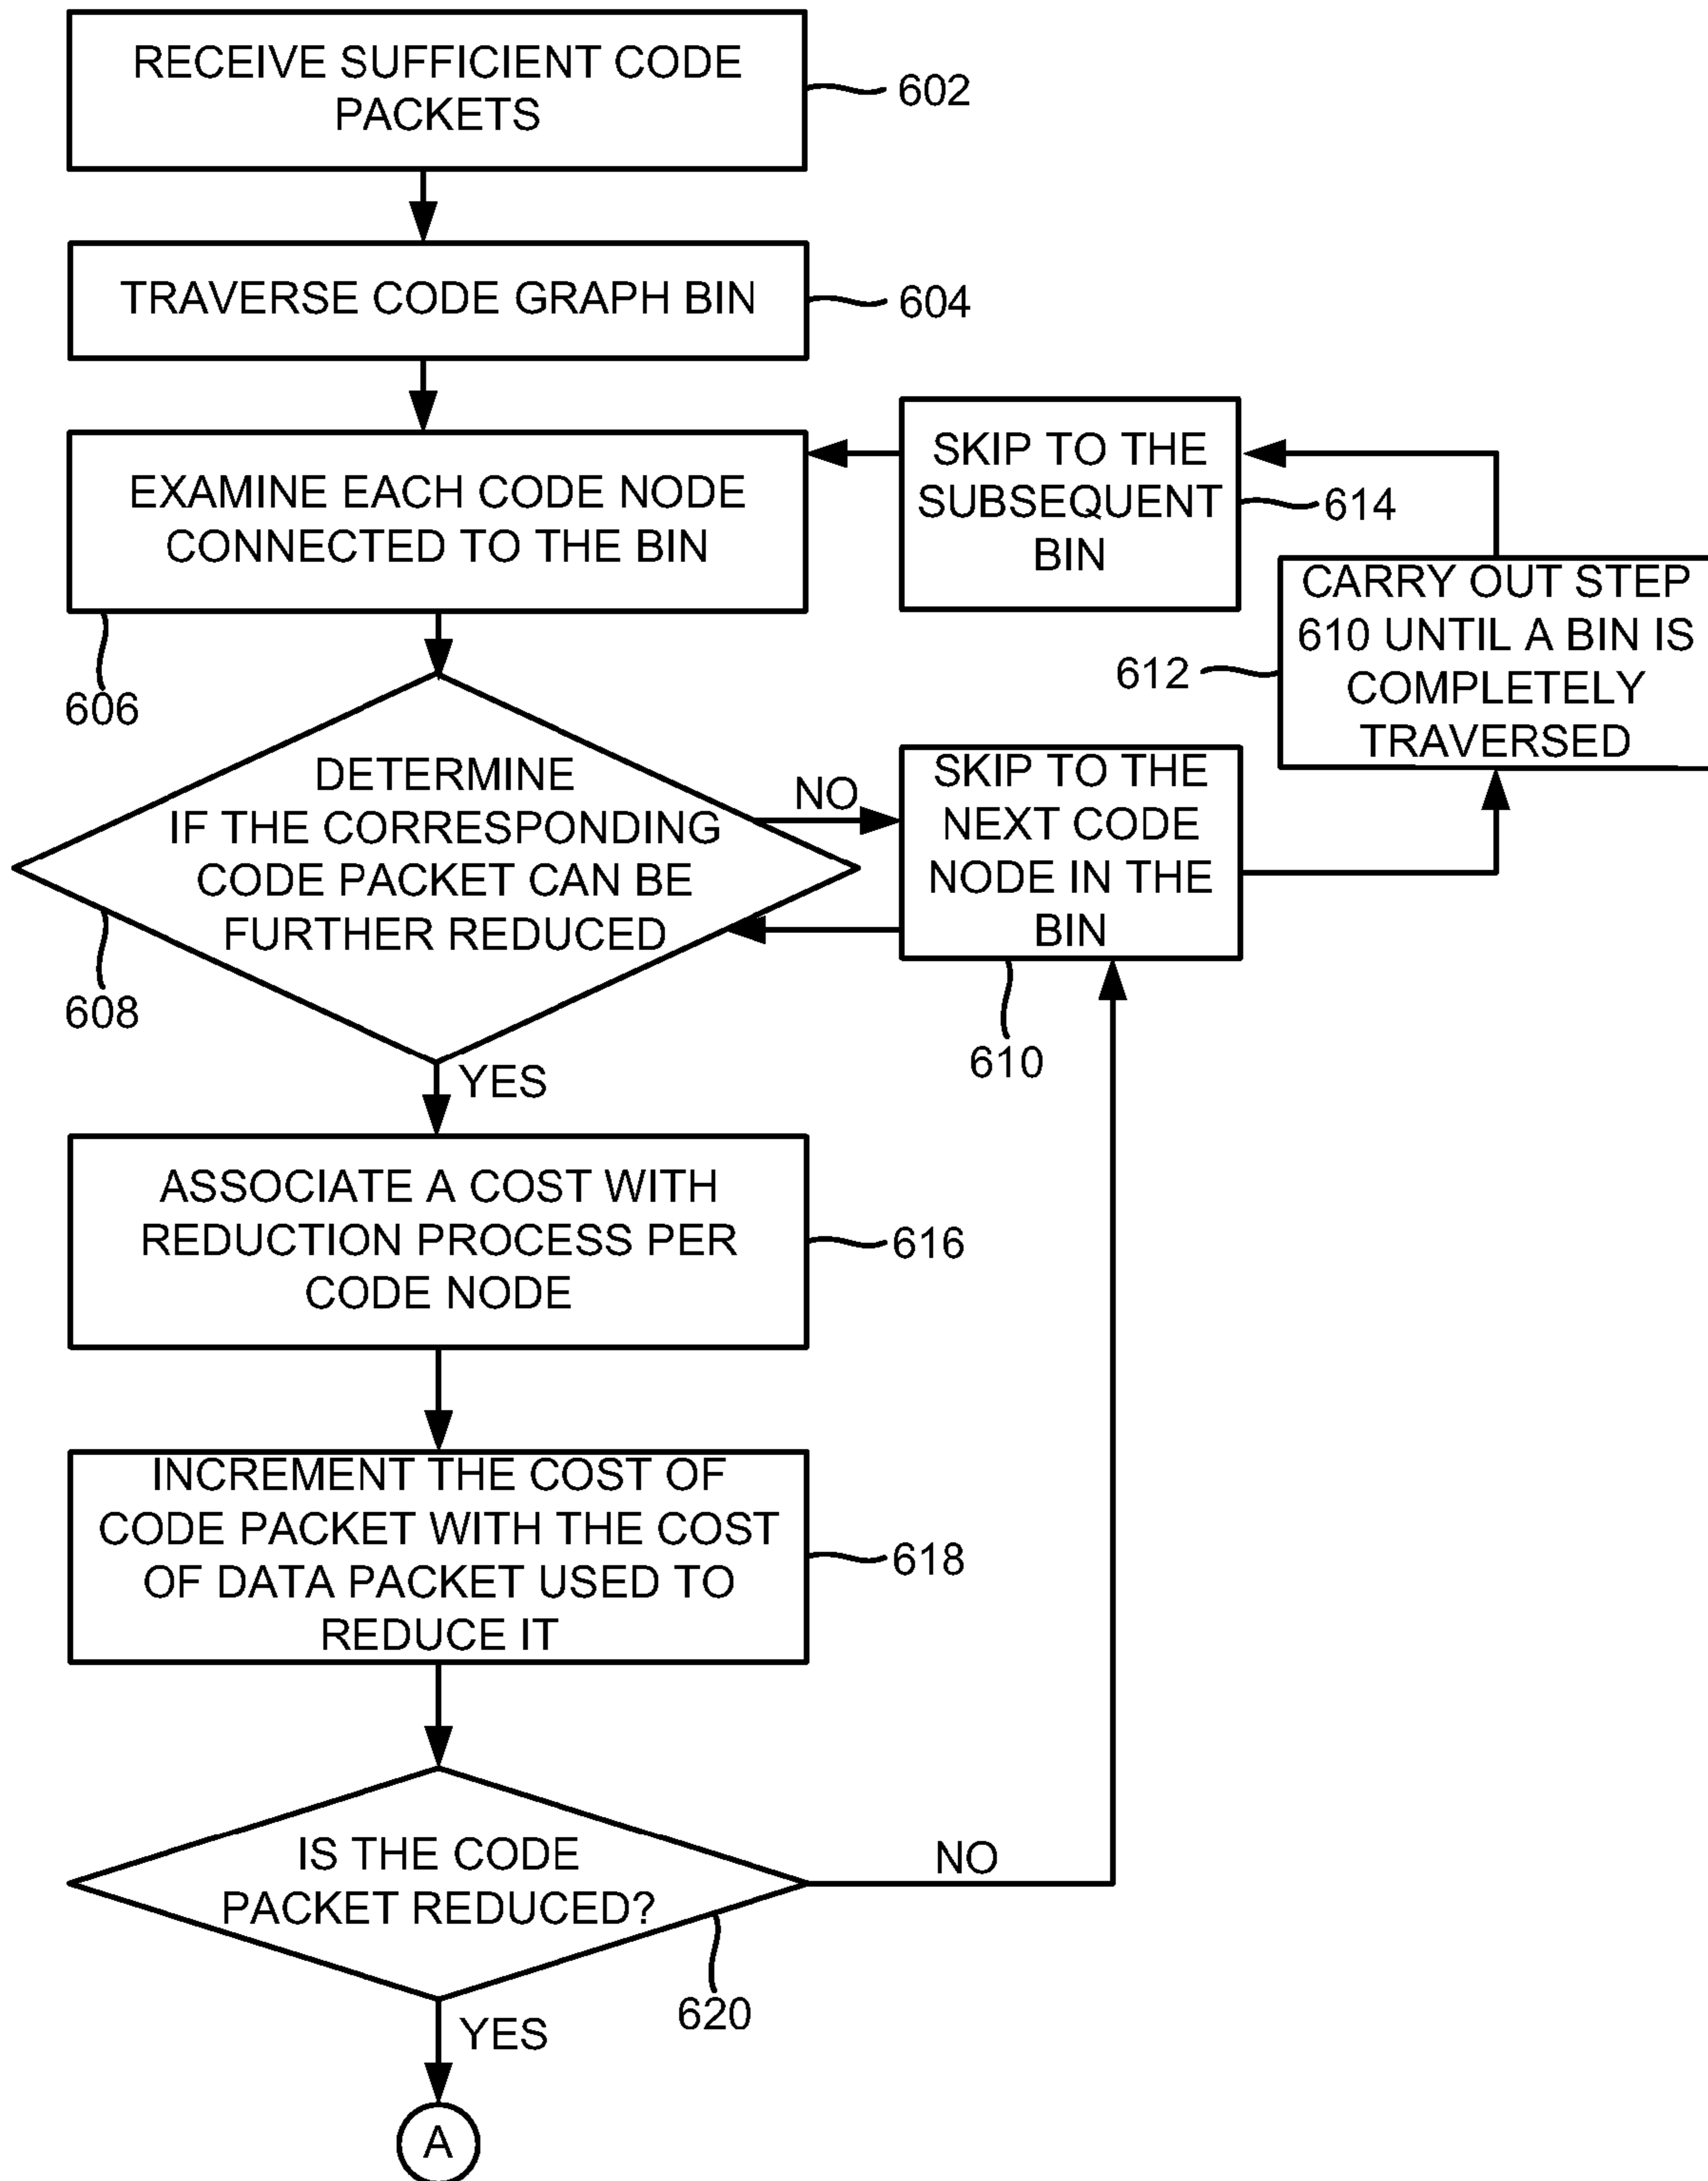 RECEIVE SUFFICIENT CODE
PACKETS
602
TRAVERSE CODE GRAPH BIN
604
EXAMINE EACH CODE NODE
CONNECTED TO THE BIN
606
SKIP TO THE
SUBSEQUENT
BIN
614
CARRY OUT STEP
610 UNTIL A BIN IS
COMPLETELY
TRAVERSED
612
DETERMINE
IF THE CORRESPONDING
CODE PACKET CAN BE
FURTHER REDUCED
608
NO
SKIP TO THE
NEXT CODE
NODE IN THE
BIN
610
YES
ASSOCIATE A COST WITH
REDUCTION PROCESS PER
CODE NODE
616
INCREMENT THE COST OF
CODE PACKET WITH THE COST
OF DATA PACKET USED TO
REDUCE IT
618
IS THE CODE
PACKET REDUCED?
620
NO
YES
A